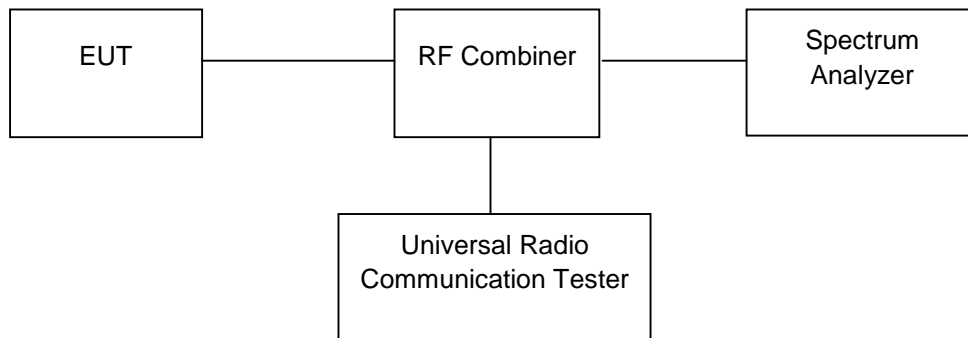 EUT
RF Combiner
Spectrum
Analyzer
Universal Radio
Communication Tester